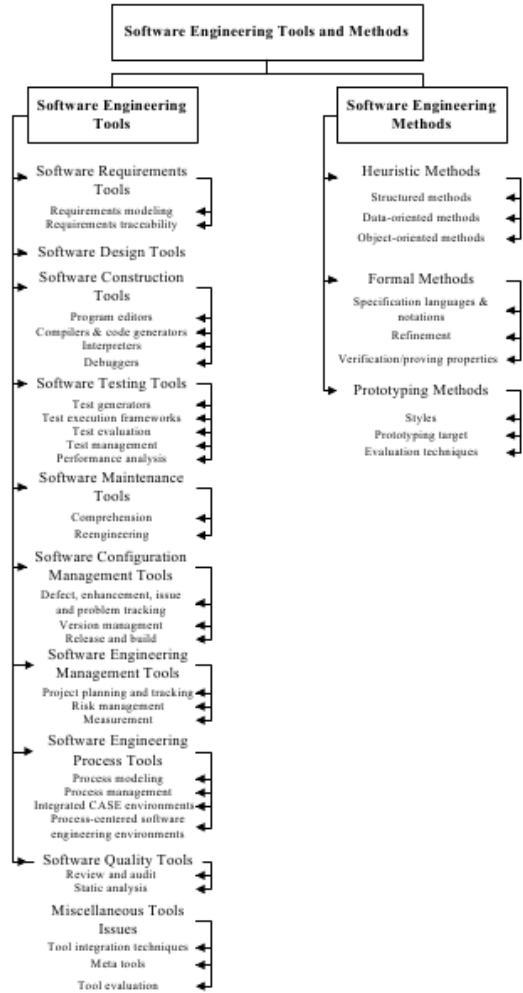 Software Engineering Tools and Methods
Software Engineering
Tools
Software Requirements
Tools
Requirements modeling
Requirements traceability
Software Design Tools
Software Construction
Tools
Program editors
Compilers & code generators
Interpreters
Debuggers
Software Testing Tools
Test generators
Test execution frameworks
Test evaluation
Test management
Performance analysis
Software Maintenance
Tools
Comprehension
Reengineering
Software Configuration
Management Tools
Defect, enhancement, issue
and problem tracking
Version managment
Release and build
Software Engineering
Management Tools
Project planning and tracking
Risk management
Measurement
Software Engineering
Process Tools
Process modeling
Process management
Integrated CASE environments
Process-centered software
engineering environments
Software Quality Tools
Review and audit
Static analysis
Miscellaneous Tools
Issues
Tool integration techniques
Meta tools
Tool evaluation
Software Engineering
Methods
Heuristic Methods
Structured methods
Data-oriented methods
Object-oriented methods
Formal Methods
Specification languages &
notations
Refinement
Verification/proving properties
Prototyping Methods
Styles
Prototyping target
Evaluation techniques